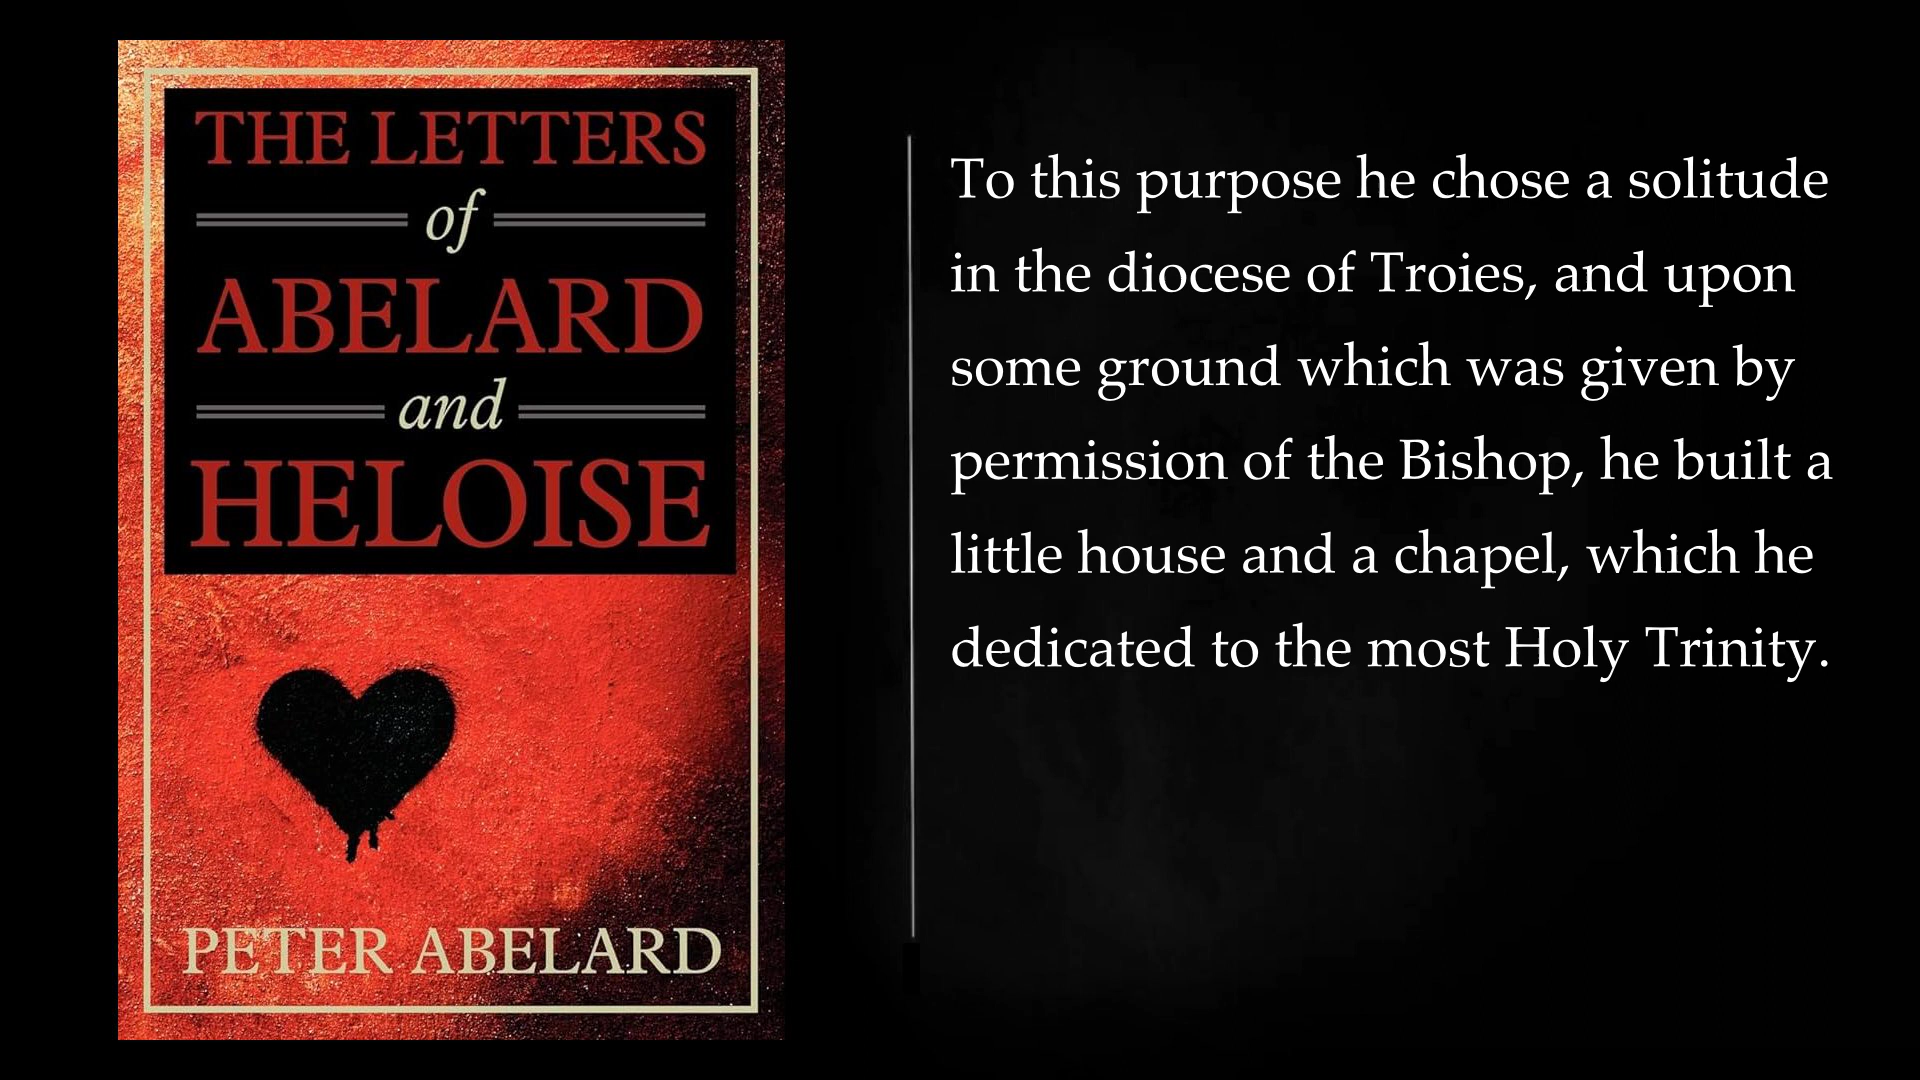 THE LETTERS
of
ABELARD
and
HELOISE
PETER ABELARD
To this purpose he chose a solitude
in the diocese of Troies, and upon
some ground which was given by
permission of the Bishop, he built a
little house and a chapel, which he
dedicated to the most Holy Trinity.